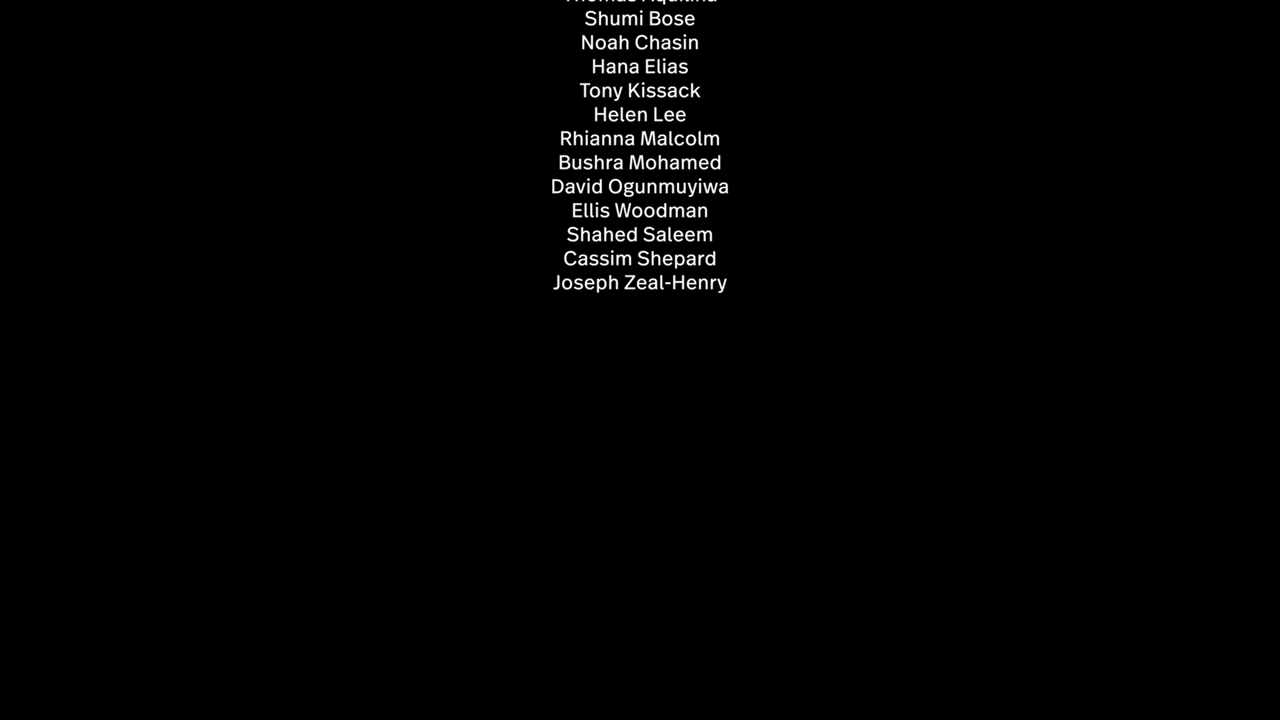 Shumi Bose
Noah Chasin
Hana Elias
Tony Kissack
Helen Lee
Rhianna Malcolm
Bushra Mohamed
David Ogunmuyiwa
Ellis Woodman
Shahed Saleem
Cassim Shepard
Joseph Zeal-Henry